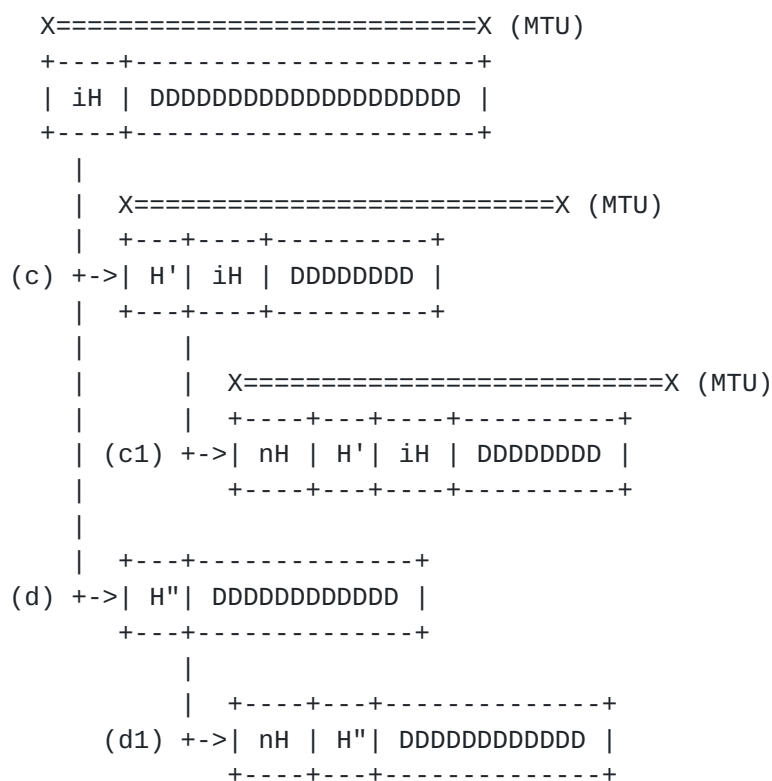 X===========================X (MTU)
+----+----------------------+
| iH | DDDDDDDDDDDDDDDDDDDD |
+----+----------------------+
|
| X===========================X (MTU)
| +---+----+----------+
(c) +->| H'| iH | DDDDDDDD |
| +---+----+----------+
| |
| | X===========================X (MTU)
| | +----+---+----+----------+
| (c1) +->| nH | H'| iH | DDDDDDDD |
| +----+---+----+----------+
|
| +---+--------------+
(d) +->| H"| DDDDDDDDDDDD |
+---+--------------+
|
| +----+---+--------------+
(d1) +->| nH | H"| DDDDDDDDDDDD |
+----+---+--------------+